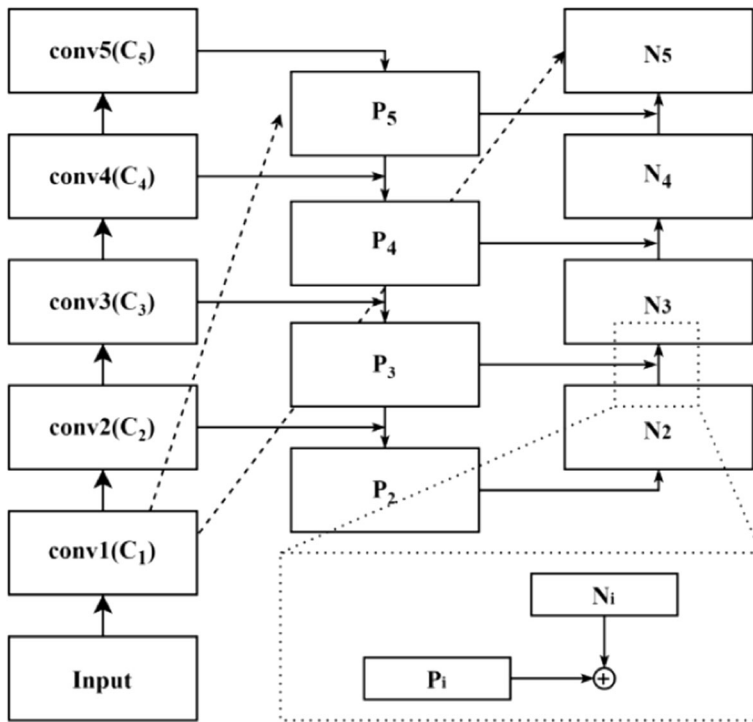 conv5(C₅)
conv4(C₄)
conv3(C₃)
conv2(C₂)
conv1(C₁)
Input
P₅
P₄
P₃
P₂
N5
N4
N3
N2
Ni
Pi
+